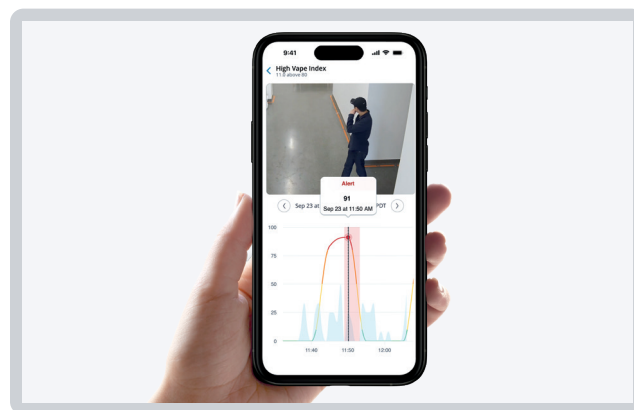 9:41
High Vape Index
11.8 above 80
Alert
91
Sep 23 at 11:50 AM
Sep 23 at
PDT
100
75
50
25
0
11:40
11:50
12:00